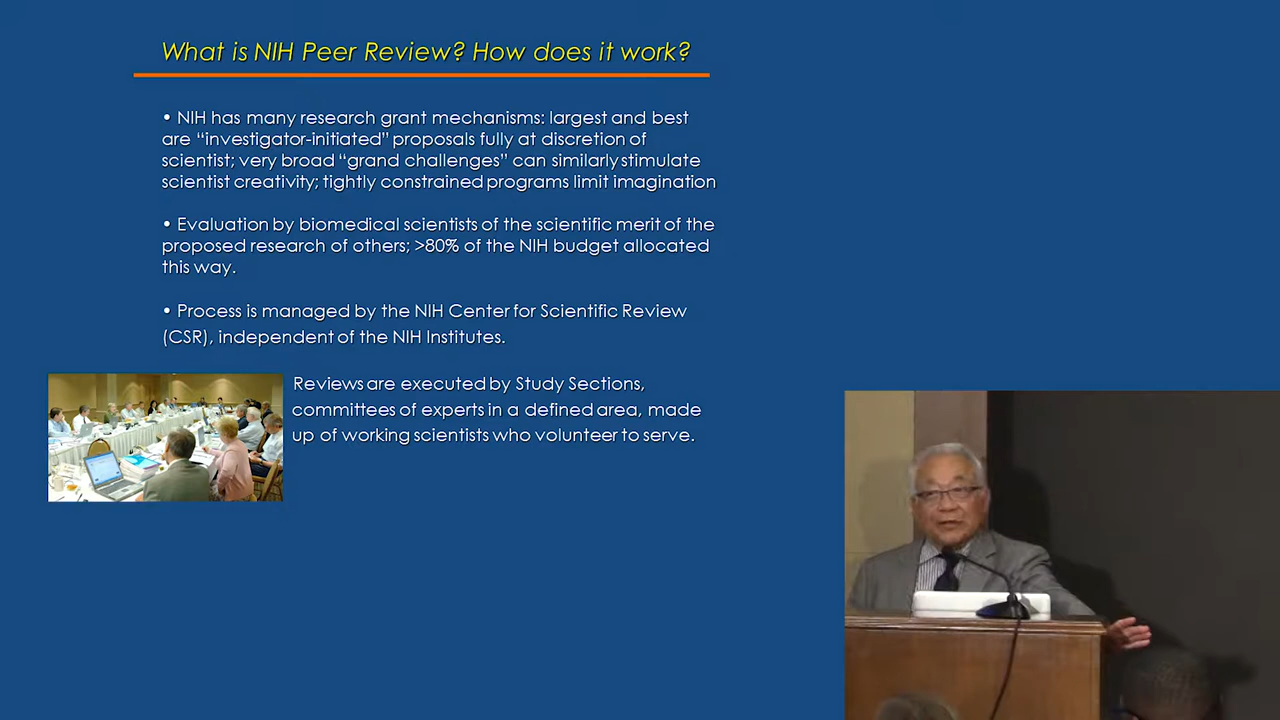 What is NIH Peer Review? How does it work?
• NIH has many research grant mechanisms: largest and best
are “investigator-initiated” proposals fully at discretion of
scientist; very broad “grand challenges” can similarly stimulate
scientist creativity; tightly constrained programs limit imagination
• Evaluation by biomedical scientists of the scientific merit of the
proposed research of others; >80% of the NIH budget allocated
this way.
• Process is managed by the NIH Center for Scientific Review
(CSR), independent of the NIH Institutes.
Reviews are executed by Study Sections,
committees of experts in a defined area, made
up of working scientists who volunteer to serve.